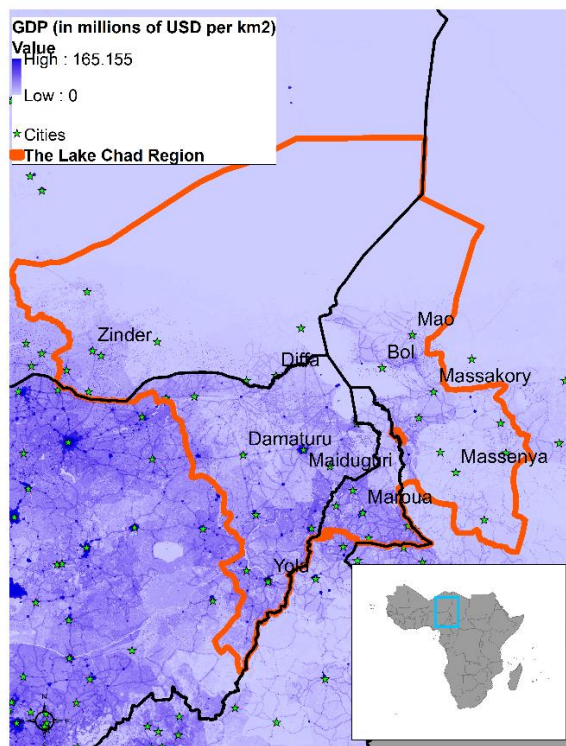 GDP (in millions of USD per km2)
Value
High : 165.155
Low : 0
Cities
The Lake Chad Region
Mao
Zinder
Bol
Diffa
Massakory
Damaturu
Maiduguri
Massenya
Maroua
Yola
N